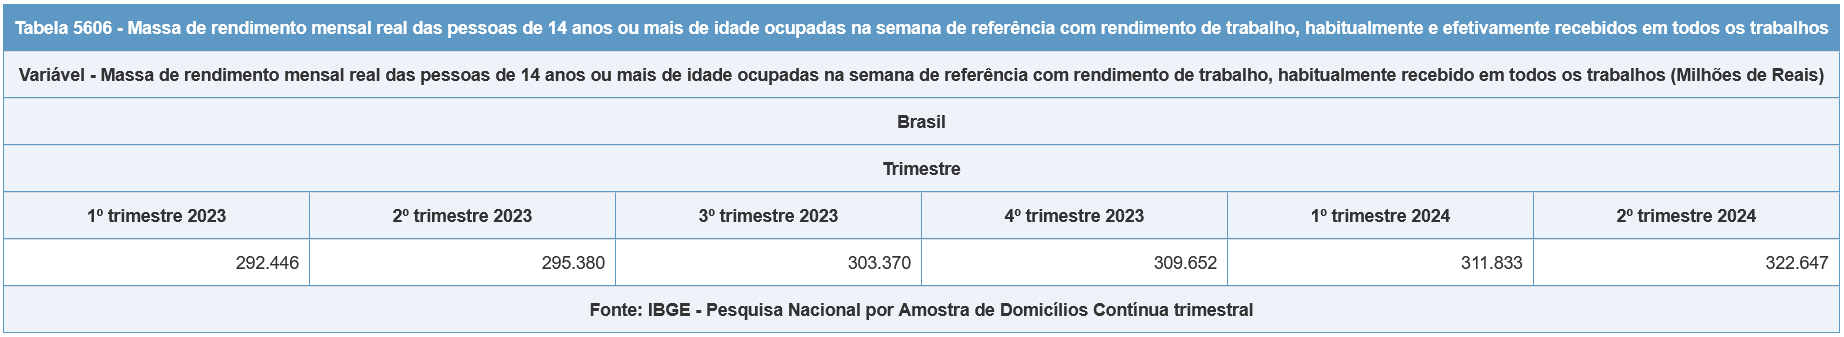 Tabela 5606 - Massa de rendimento mensal real das pessoas de 14 anos ou mais de idade ocupadas na semana de referência com rendimento de trabalho, habitualmente e efetivamente recebidos em todos os trabalhos
Variável - Massa de rendimento mensal real das pessoas de 14 anos ou mais de idade ocupadas na semana de referência com rendimento de trabalho, habitualmente recebido em todos os trabalhos (Milhões de Reais)
Brasil
Trimestre
1º trimestre 2023 2º trimestre 2023 3º trimestre 2023 4º trimestre 2023 1º trimestre 2024 2º trimestre 2024
292.446 295.380 303.370 309.652 311.833 322.647
Fonte: IBGE - Pesquisa Nacional por Amostra de Domicílios Contínua trimestral